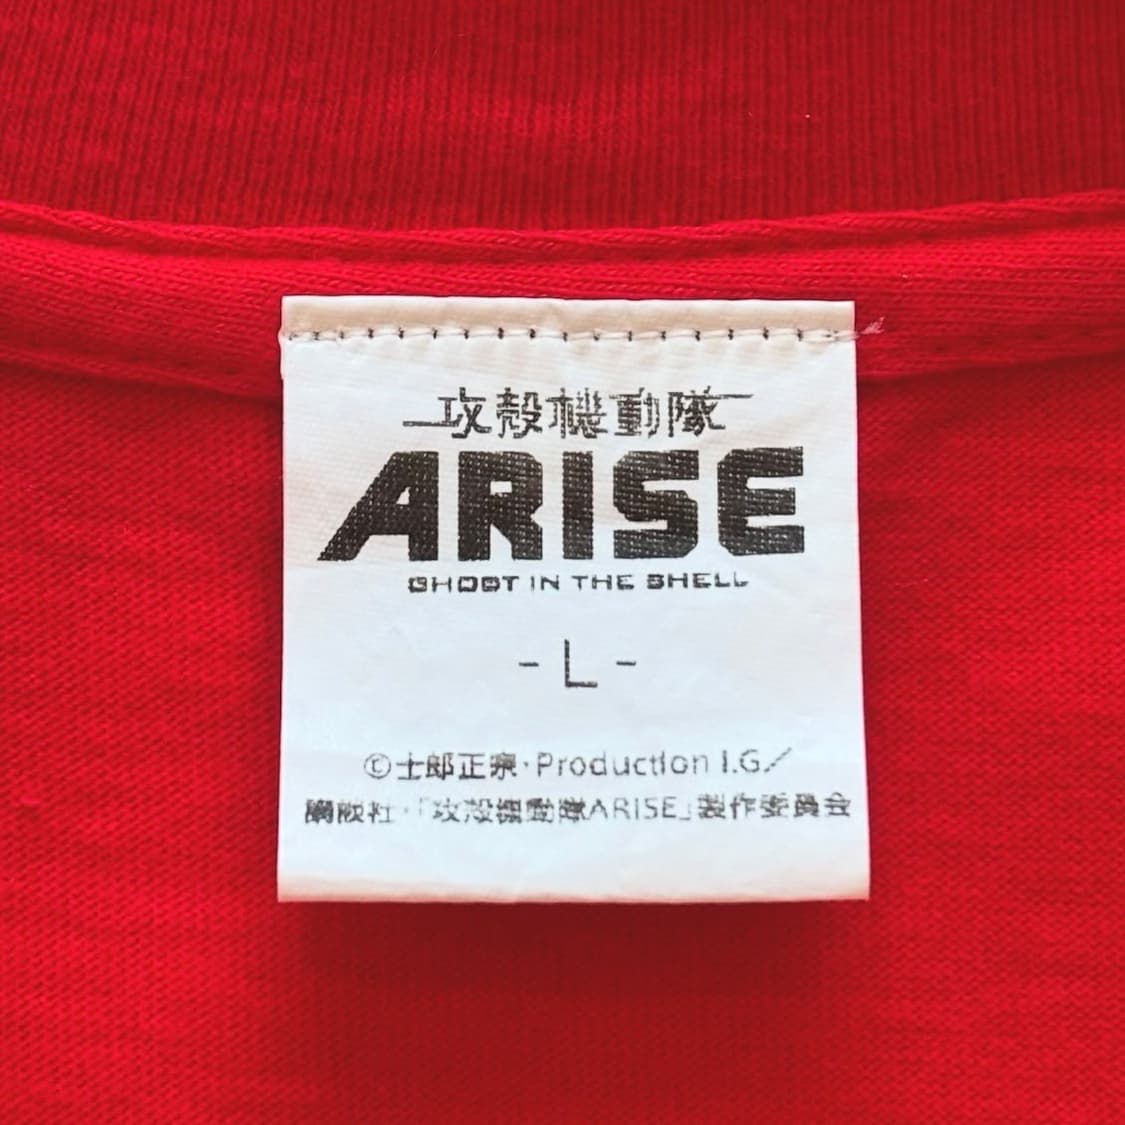 攻殻機動隊
ARISE
GHOST IN THE SHELL
- L -
©士郎正宗・Production I.G／
講談社・「攻殻機動隊ARISE」製作委員会